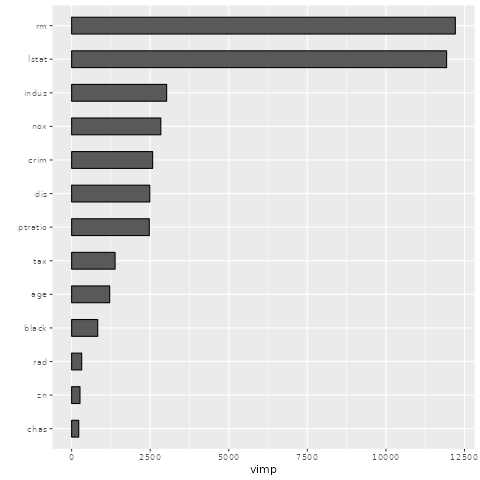 rm
lstat
indus
nox
crim
dis
ptratio
tax
age
black
rad
zn
chas
0 2500 5000 7500 10000 12500
vimp